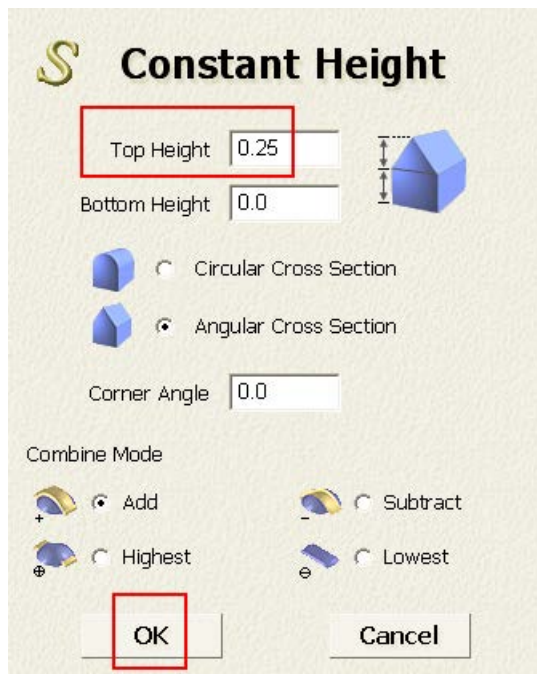 S Constant Height
Top Height 0.25
Bottom Height 0.0
Circular Cross Section
Angular Cross Section
Corner Angle 0.0
Combine Mode
Add Subtract
Highest Lowest
OK Cancel